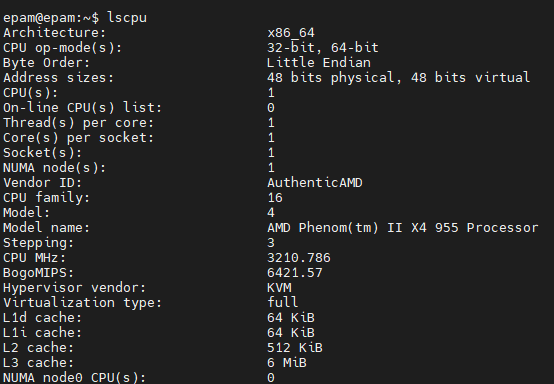 epam@epam:~$ lscpu
Architecture: x86_64
CPU op-mode(s): 32-bit, 64-bit
Byte Order: Little Endian
Address sizes: 48 bits physical, 48 bits virtual
CPU(s): 1
On-line CPU(s) list: 0
Thread(s) per core: 1
Core(s) per socket: 1
Socket(s): 1
NUMA node(s): 1
Vendor ID: AuthenticAMD
CPU family: 16
Model: 4
Model name: AMD Phenom(tm) II X4 955 Processor
Stepping: 3
CPU MHz: 3210.786
BogoMIPS: 6421.57
Hypervisor vendor: KVM
Virtualization type: full
L1d cache: 64 KiB
L1i cache: 64 KiB
L2 cache: 512 KiB
L3 cache: 6 MiB
NUMA node0 CPU(s): 0